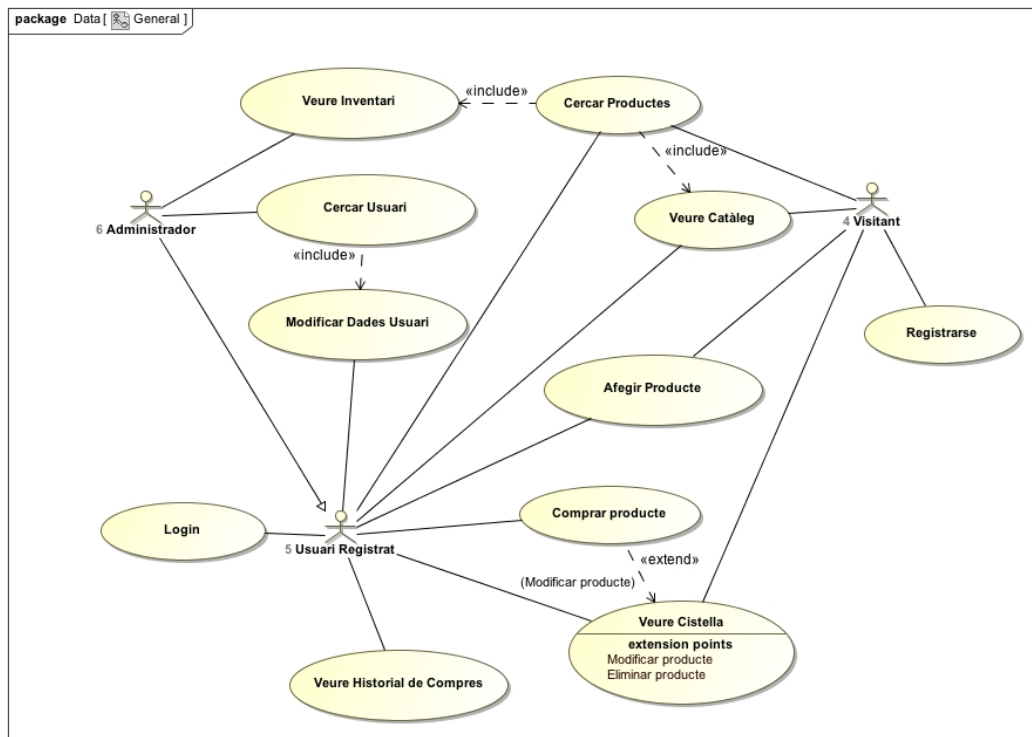 package Data [ General ]
Veure Inventari
«include»
Cercar Productes
«include»
Cercar Usuari
Veure Catàleg
6 Administrador
4 Visitant
«include»
Modificar Dades Usuari
Registrarse
Afegir Producte
Login
Comprar producte
5 Usuari Registrat
«extend»
(Modificar producte)
Veure Cistella
extension points
Modificar producte
Eliminar producte
Veure Historial de Compres